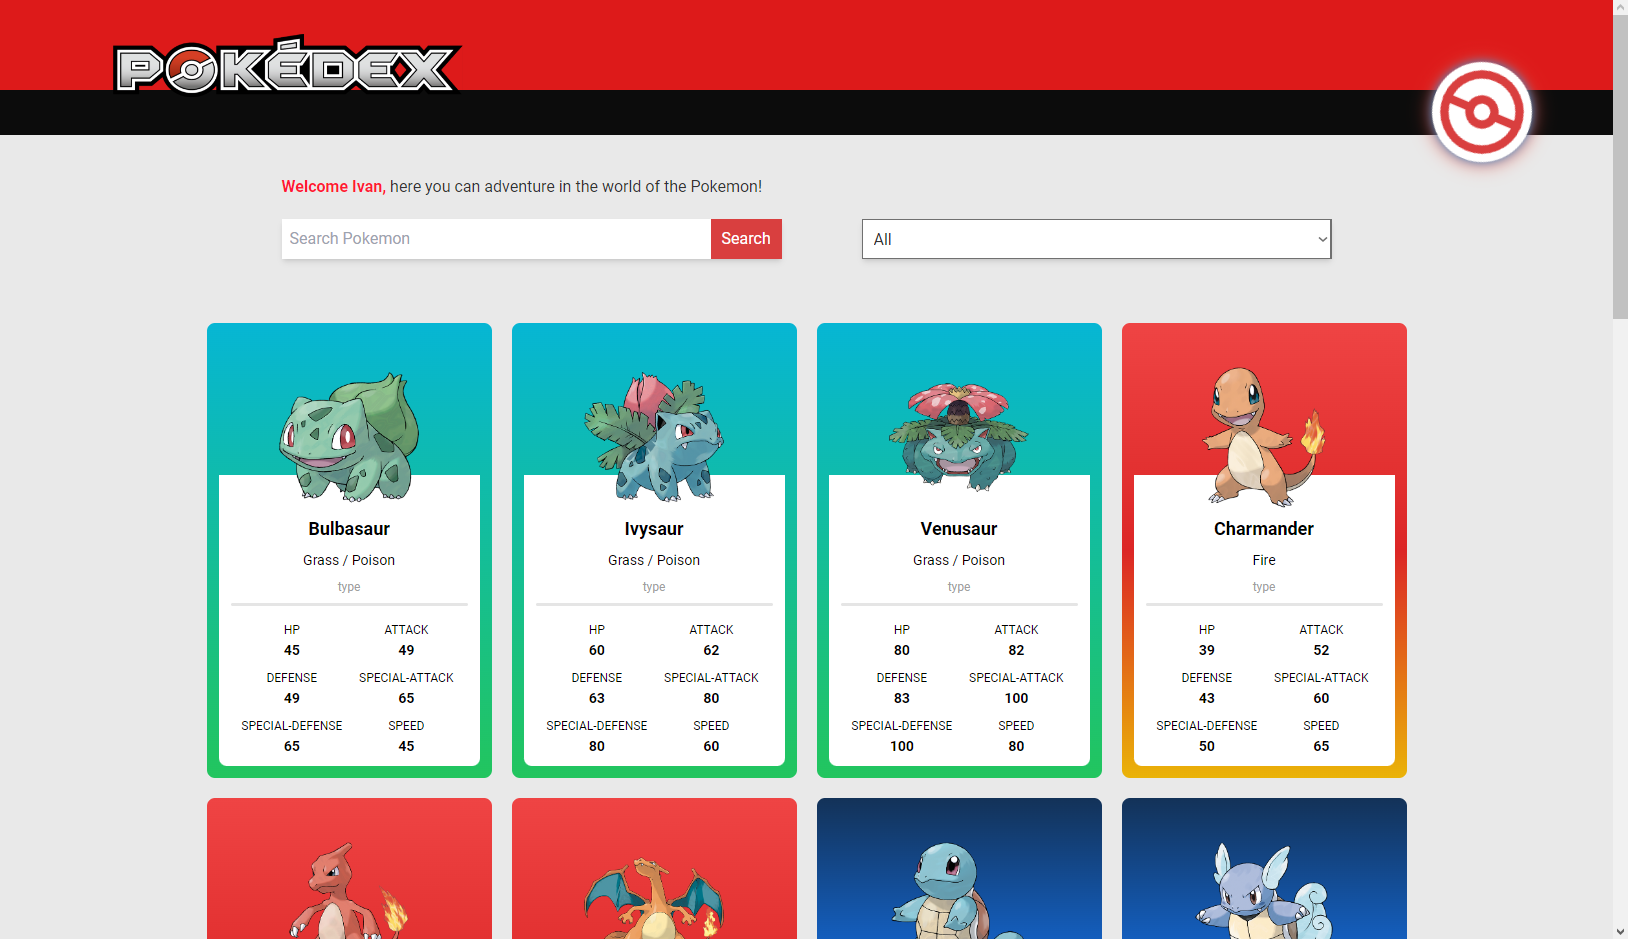 POKÉDEX
Welcome Ivan, here you can adventure in the world of the Pokemon!
Search Pokemon
Search
All
Bulbasaur
Grass / Poison
type
HP
45
ATTACK
49
DEFENSE
49
SPECIAL-ATTACK
65
SPECIAL-DEFENSE
65
SPEED
45
Ivysaur
Grass / Poison
type
HP
60
ATTACK
62
DEFENSE
63
SPECIAL-ATTACK
80
SPECIAL-DEFENSE
80
SPEED
60
Venusaur
Grass / Poison
type
HP
80
ATTACK
82
DEFENSE
83
SPECIAL-ATTACK
100
SPECIAL-DEFENSE
100
SPEED
80
Charmander
Fire
type
HP
39
ATTACK
52
DEFENSE
43
SPECIAL-ATTACK
60
SPECIAL-DEFENSE
50
SPEED
65